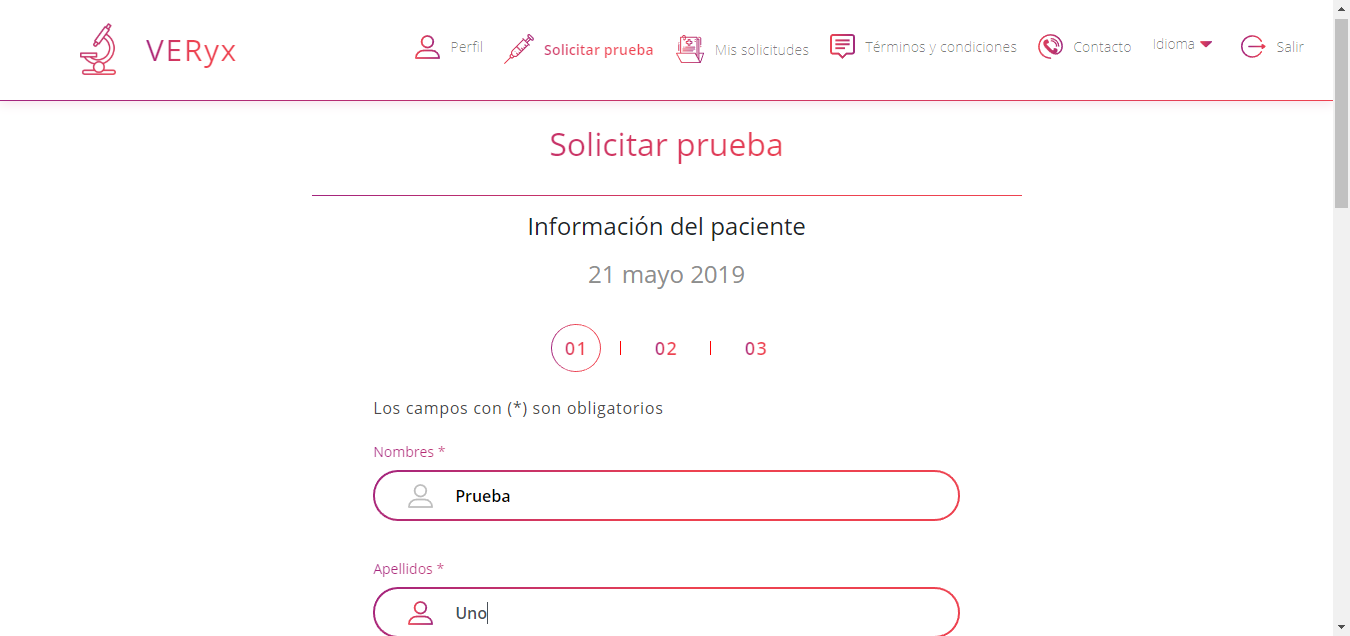 VERyx
Perfil
Solicitar prueba
Mis solicitudes
Términos y condiciones
Contacto
Idioma
Salir
Solicitar prueba
Información del paciente
21 mayo 2019
01 | 02 | 03
Los campos con (*) son obligatorios
Nombres *
Prueba
Apellidos *
Uno